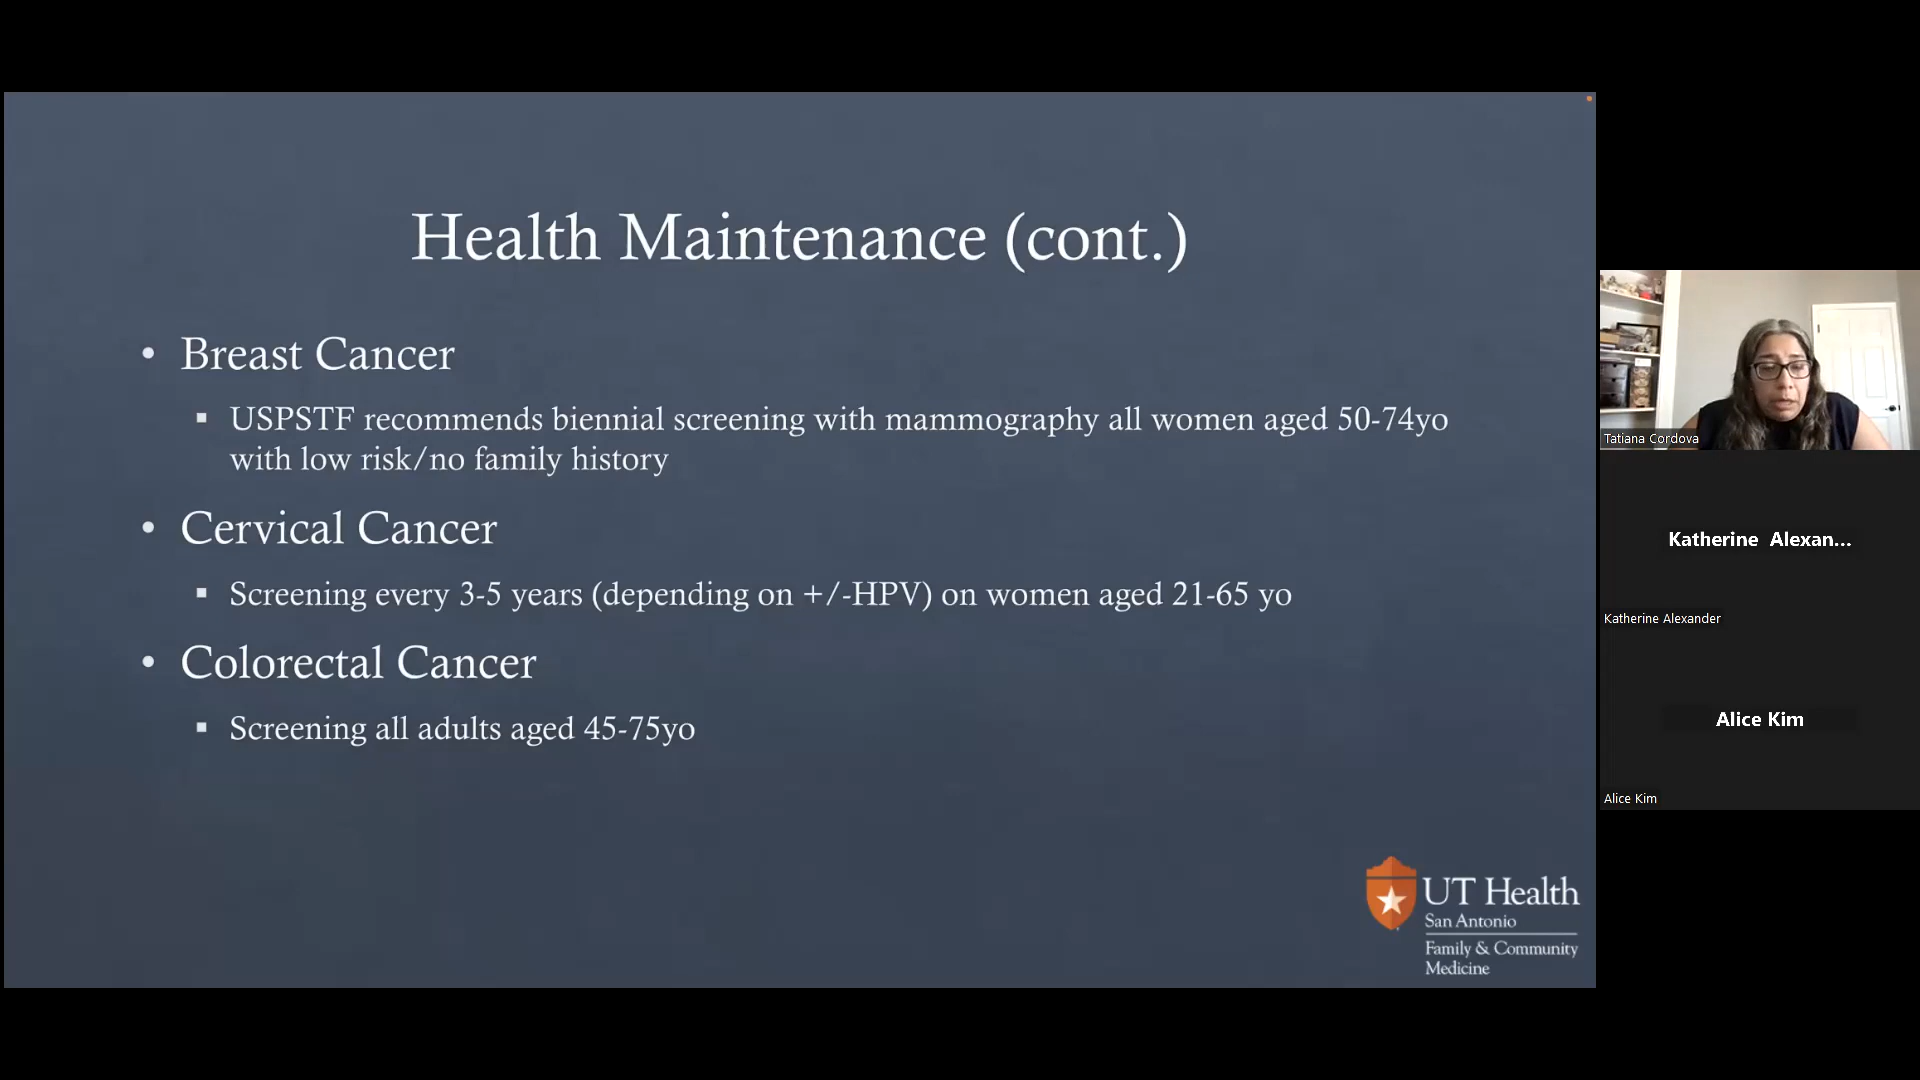 Health Maintenance (cont.)
• Breast Cancer
▪ USPSTF recommends biennial screening with mammography all women aged 50-74yo
with low risk/no family history
• Cervical Cancer
▪ Screening every 3-5 years (depending on +/-HPV) on women aged 21-65 yo
• Colorectal Cancer
▪ Screening all adults aged 45-75yo
UT Health
San Antonio
Family & Community
Medicine
Tatiana Cordova
Katherine Alexan...
Katherine Alexander
Alice Kim
Alice Kim